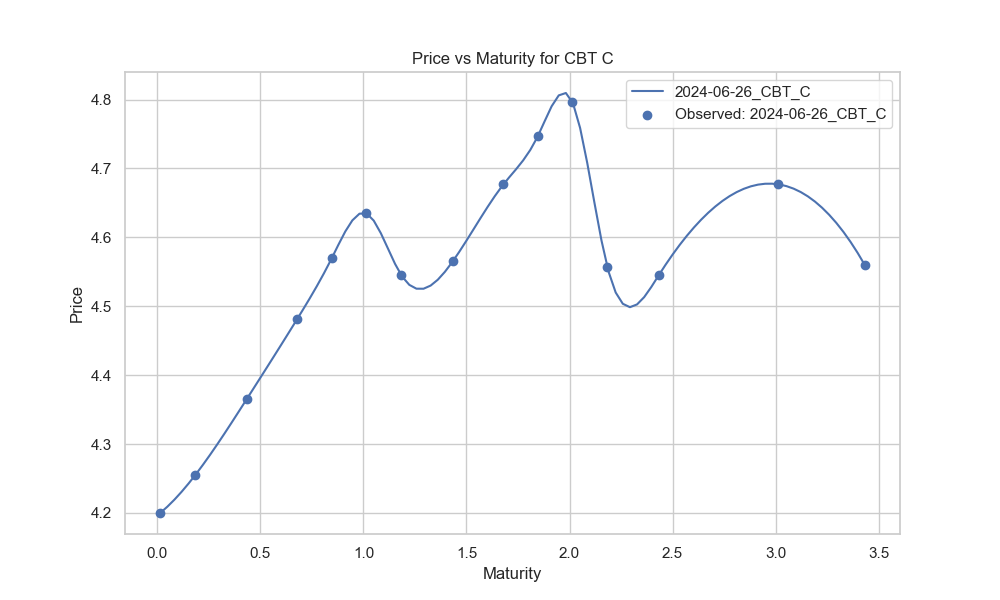 Price vs Maturity for CBT C
2024-06-26_CBT_C
Observed: 2024-06-26_CBT_C
4.8
4.7
4.6
4.5
4.4
4.3
4.2
Price
0.0 0.5 1.0 1.5 2.0 2.5 3.0 3.5
Maturity